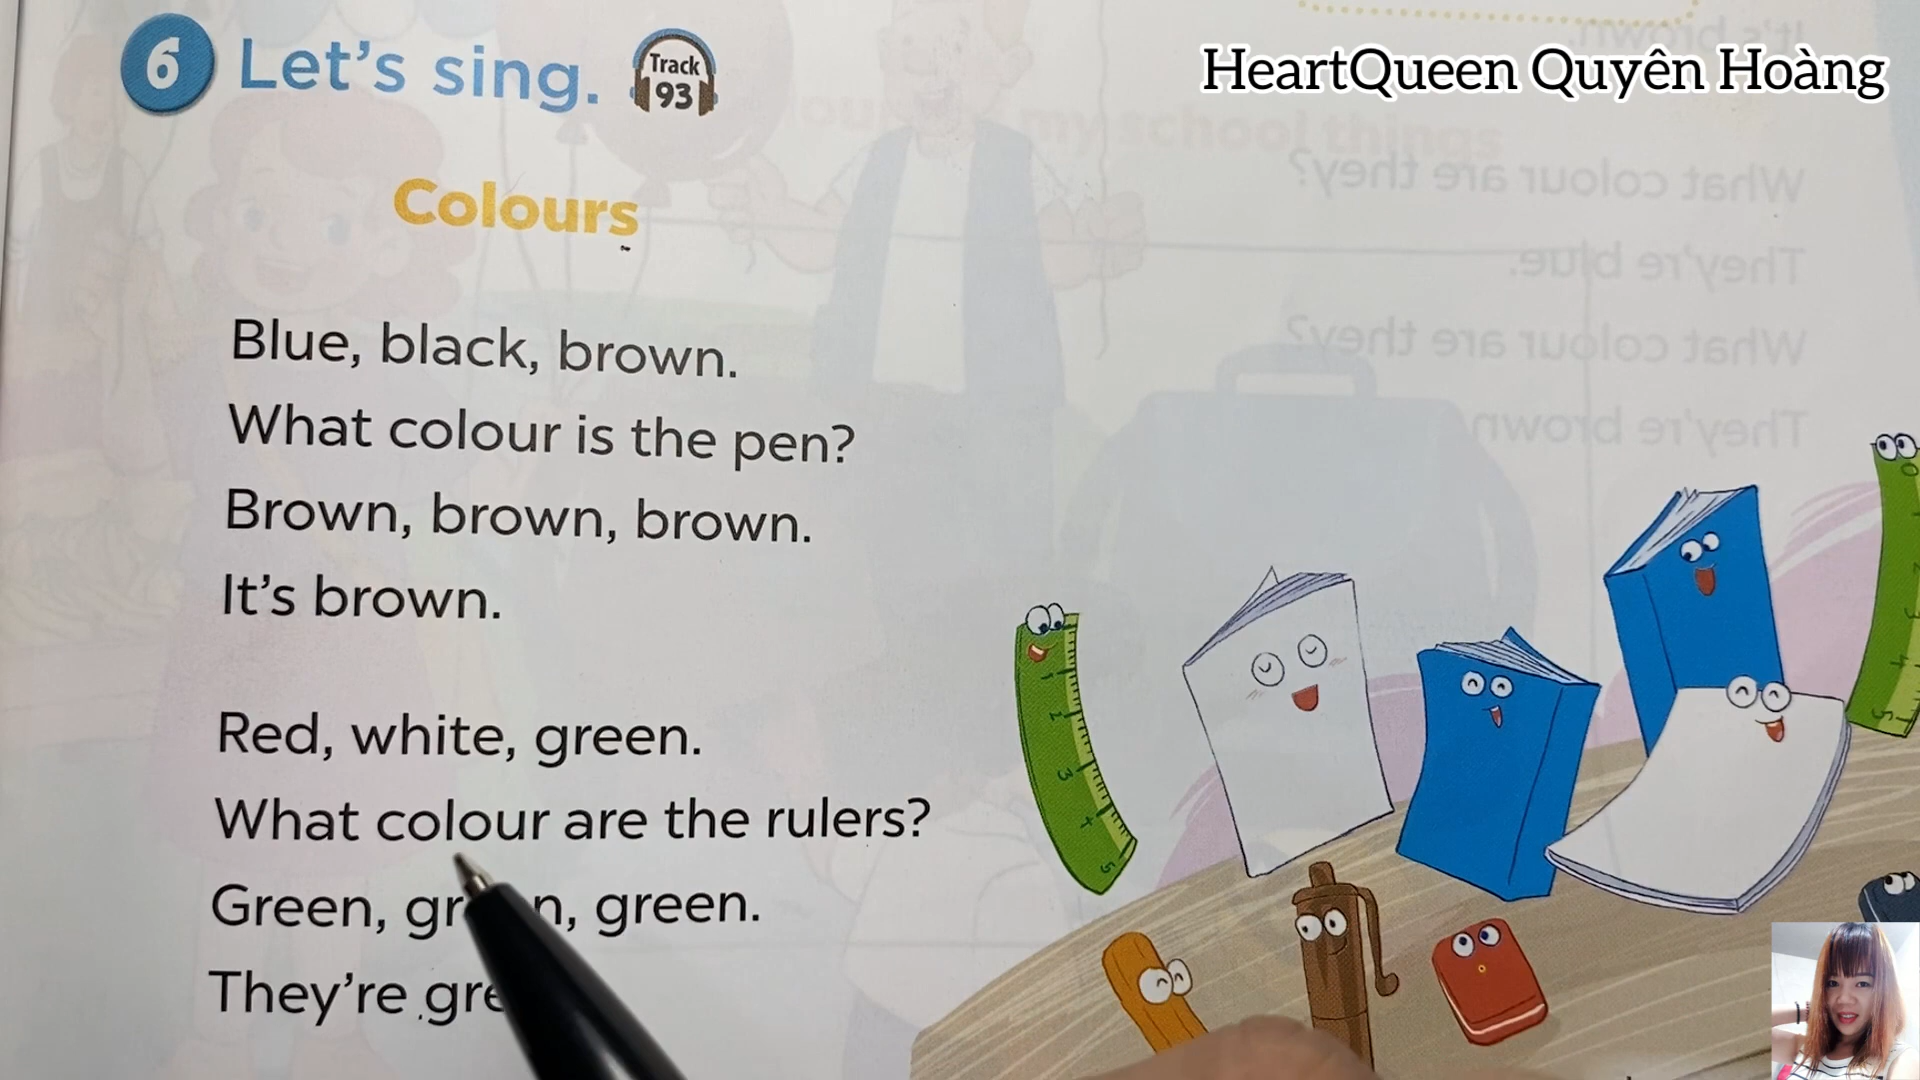 6 Let's sing. Track 93
HeartQueen Quyên Hoàng
Colours
Blue, black, brown.
What colour is the pen?
Brown, brown, brown.
It's brown.
Red, white, green.
What colour are the rulers?
Green, green.
They're